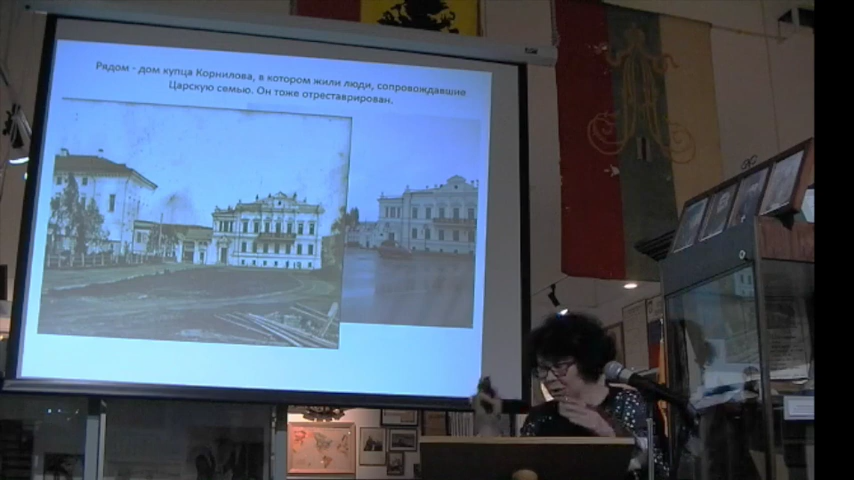 Рядом - дом купца Корнилова, в котором жили люди, сопровождавшие
Царскую семью. Он тоже отреставрирован.